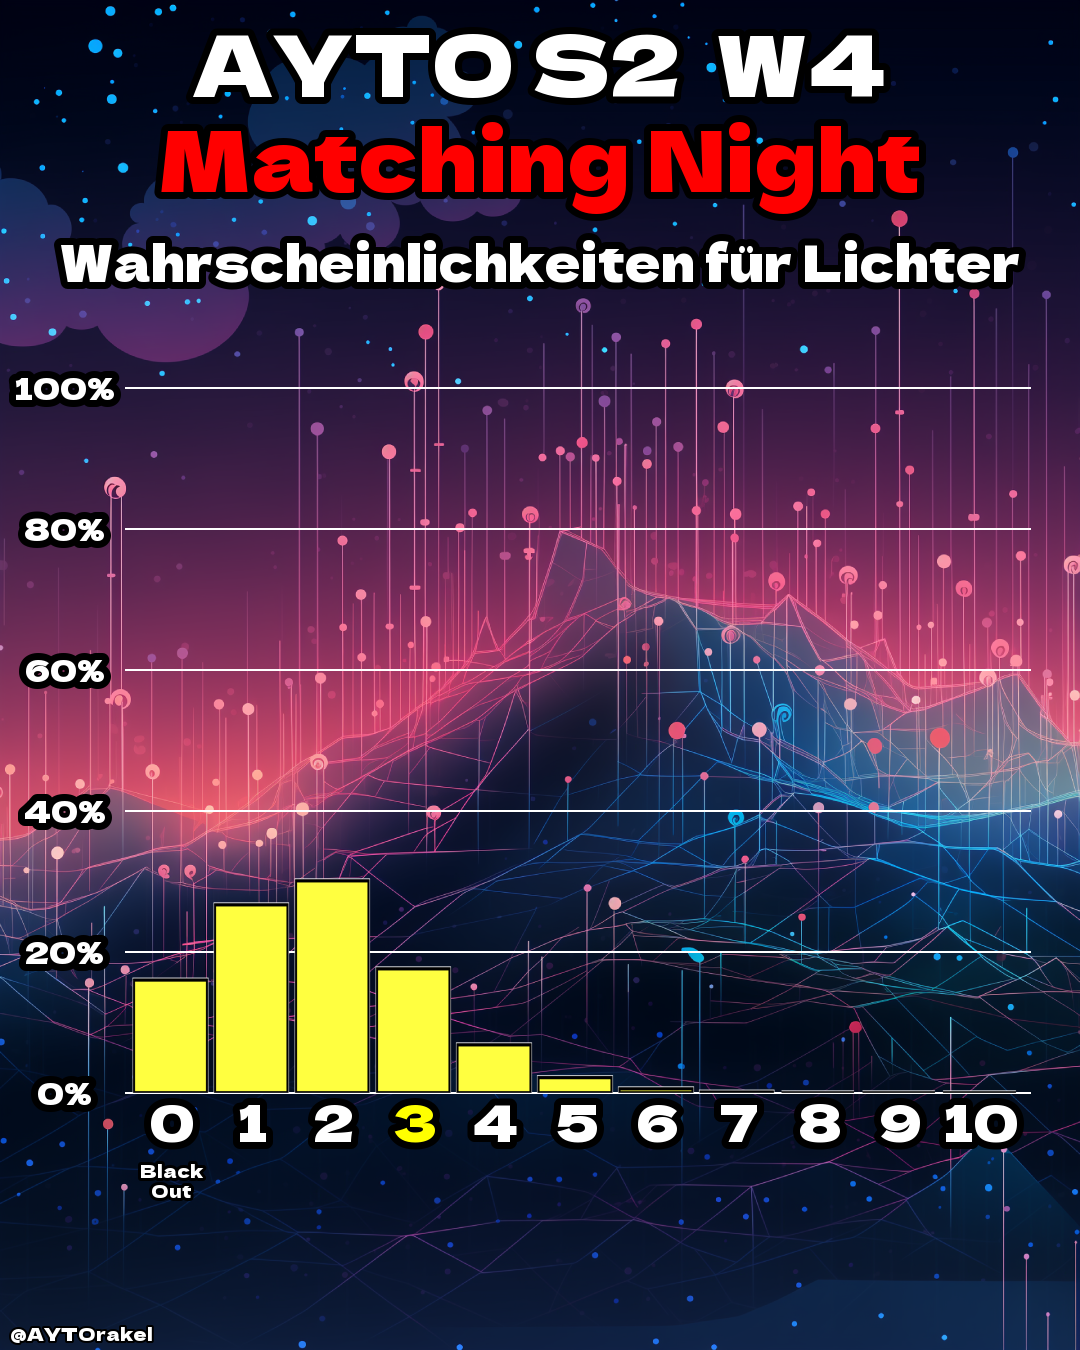 AYTO S2 W4
Matching Night
Wahrscheinlichkeiten für Lichter
100%
80%
60%
40%
20%
0%
0 1 2 3 4 5 6 7 8 9 10
Black
Out
@AYTOrakel